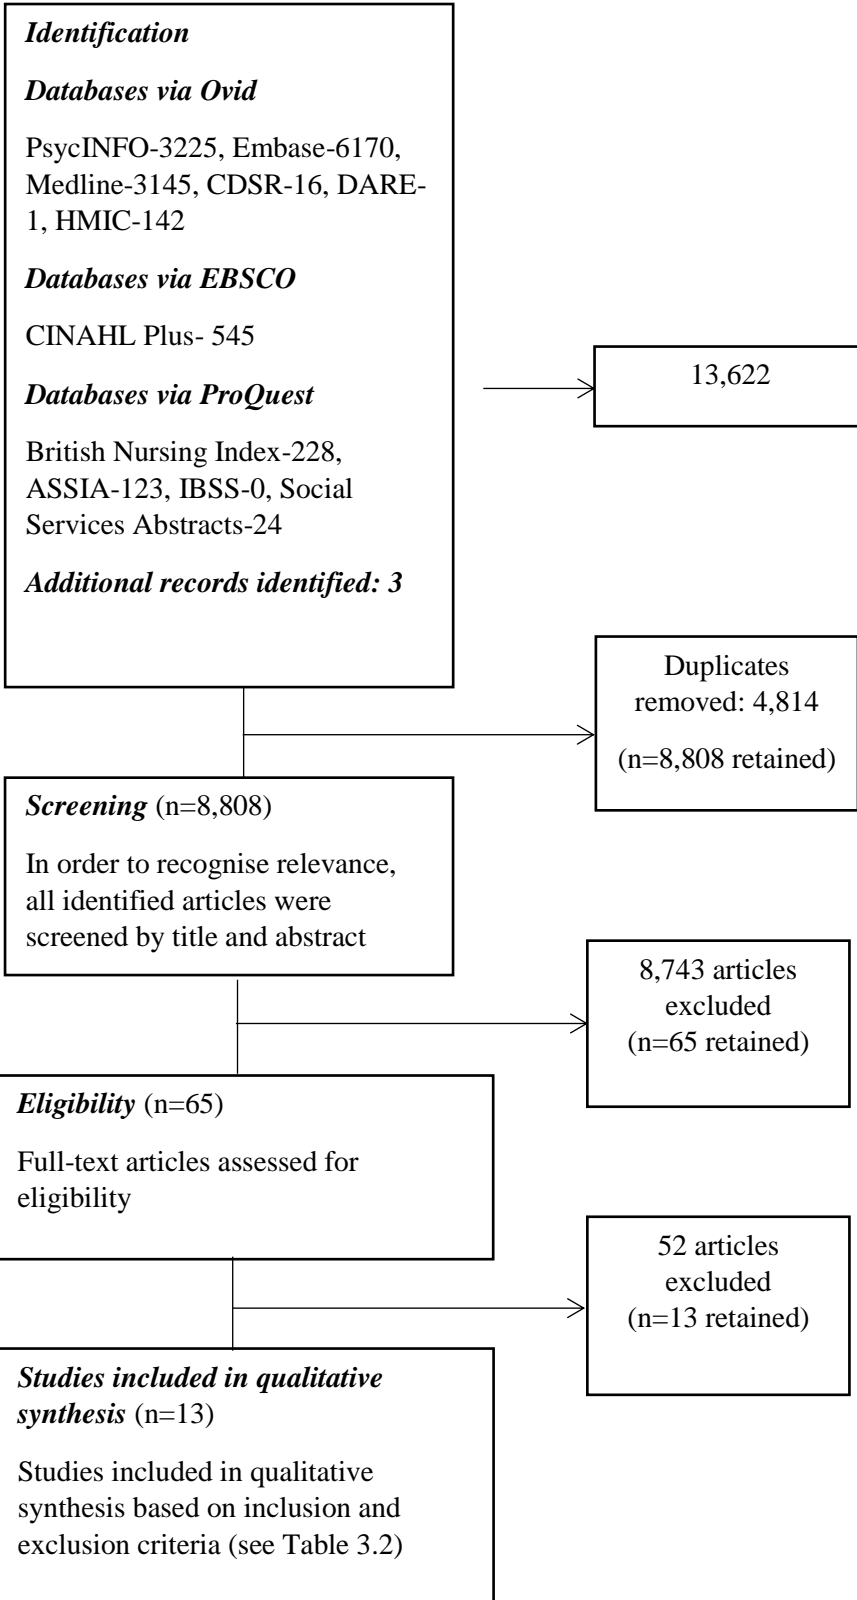 Identification
Databases via Ovid
PsycINFO-3225, Embase-6170,
Medline-3145, CDSR-16, DARE-
1, HMIC-142
Databases via EBSCO
CINAHL Plus- 545
Databases via ProQuest
British Nursing Index-228,
ASSIA-123, IBSS-0, Social
Services Abstracts-24
Additional records identified: 3
13,622
Duplicates
removed: 4,814
(n=8,808 retained)
Screening (n=8,808)
In order to recognise relevance,
all identified articles were
screened by title and abstract
8,743 articles
excluded
(n=65 retained)
Eligibility (n=65)
Full-text articles assessed for
eligibility
52 articles
excluded
(n=13 retained)
Studies included in qualitative
synthesis (n=13)
Studies included in qualitative
synthesis based on inclusion and
exclusion criteria (see Table 3.2)